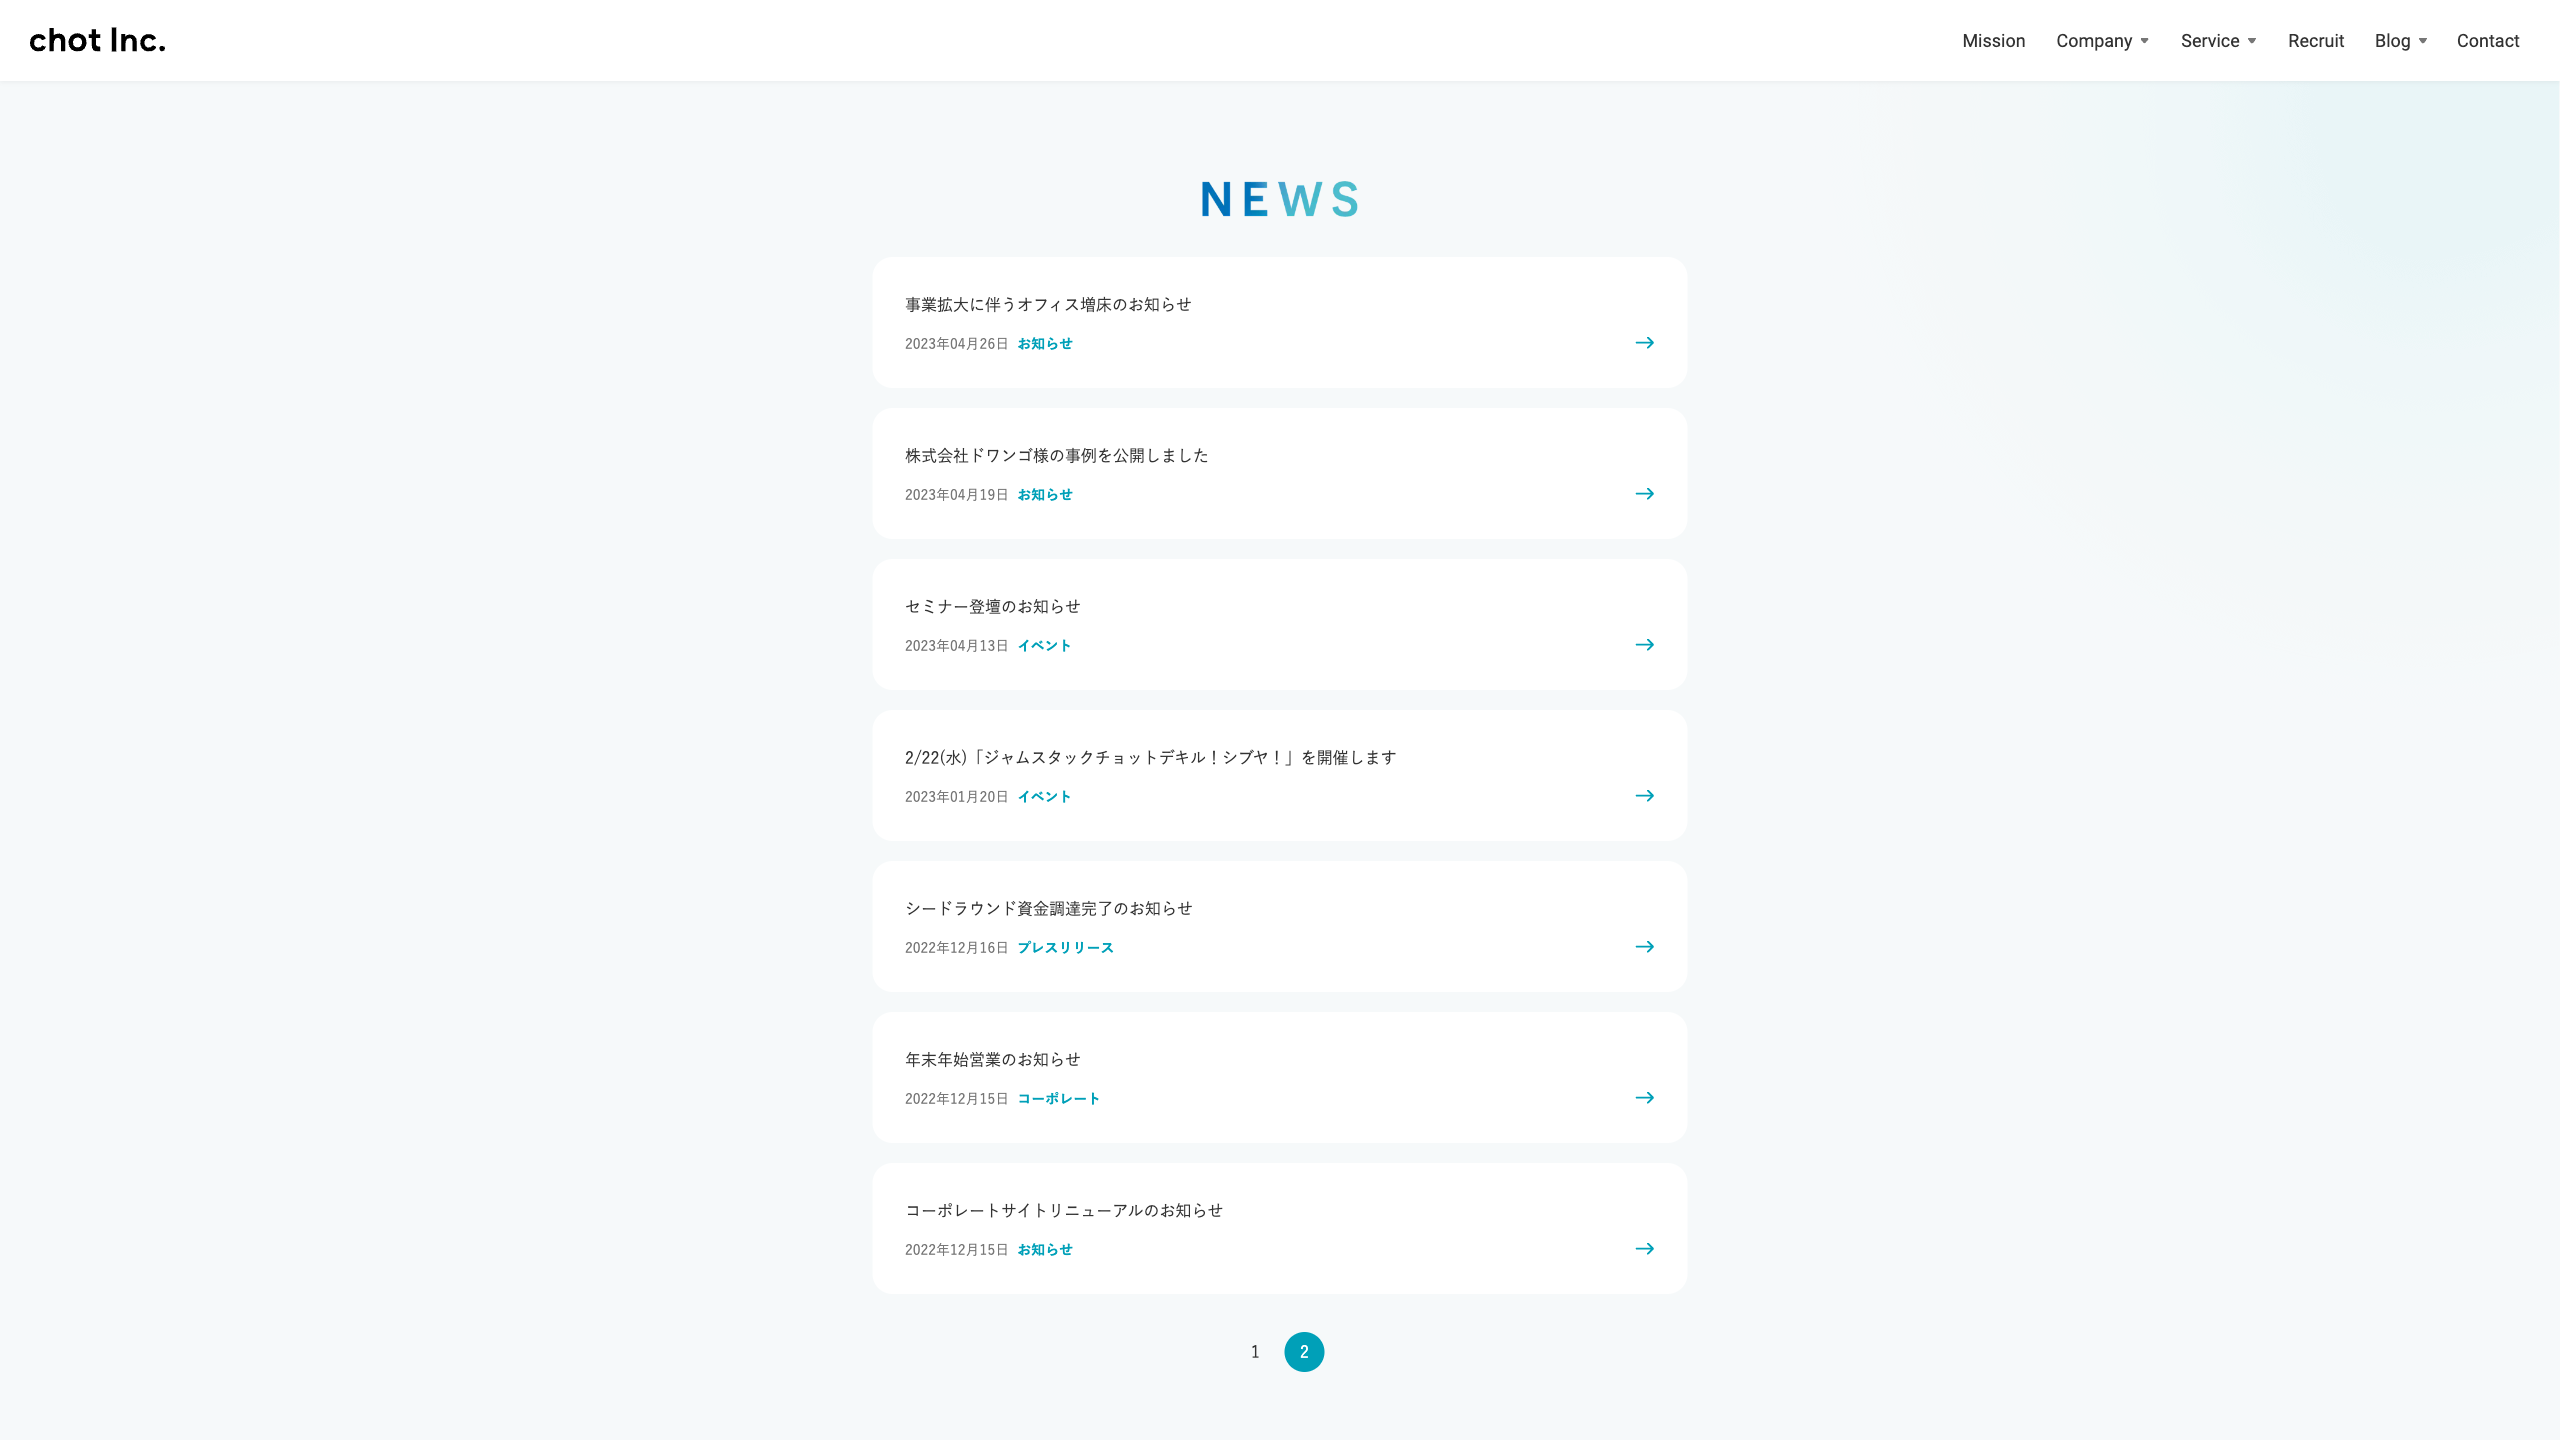 chot Inc.
Mission Company Service Recruit Blog Contact
NEWS
事業拡大に伴うオフィス増床のお知らせ
2023年04月26日 お知らせ
株式会社ドワンゴ様の事例を公開しました
2023年04月19日 お知らせ
セミナー登壇のお知らせ
2023年04月13日 イベント
2/22(水)「ジャムスタックチョットデキル！シブヤ！」を開催します
2023年01月20日 イベント
シードラウンド資金調達完了のお知らせ
2022年12月16日 プレスリリース
年末年始営業のお知らせ
2022年12月15日 コーポレート
コーポレートサイトリニューアルのお知らせ
2022年12月15日 お知らせ
1 2